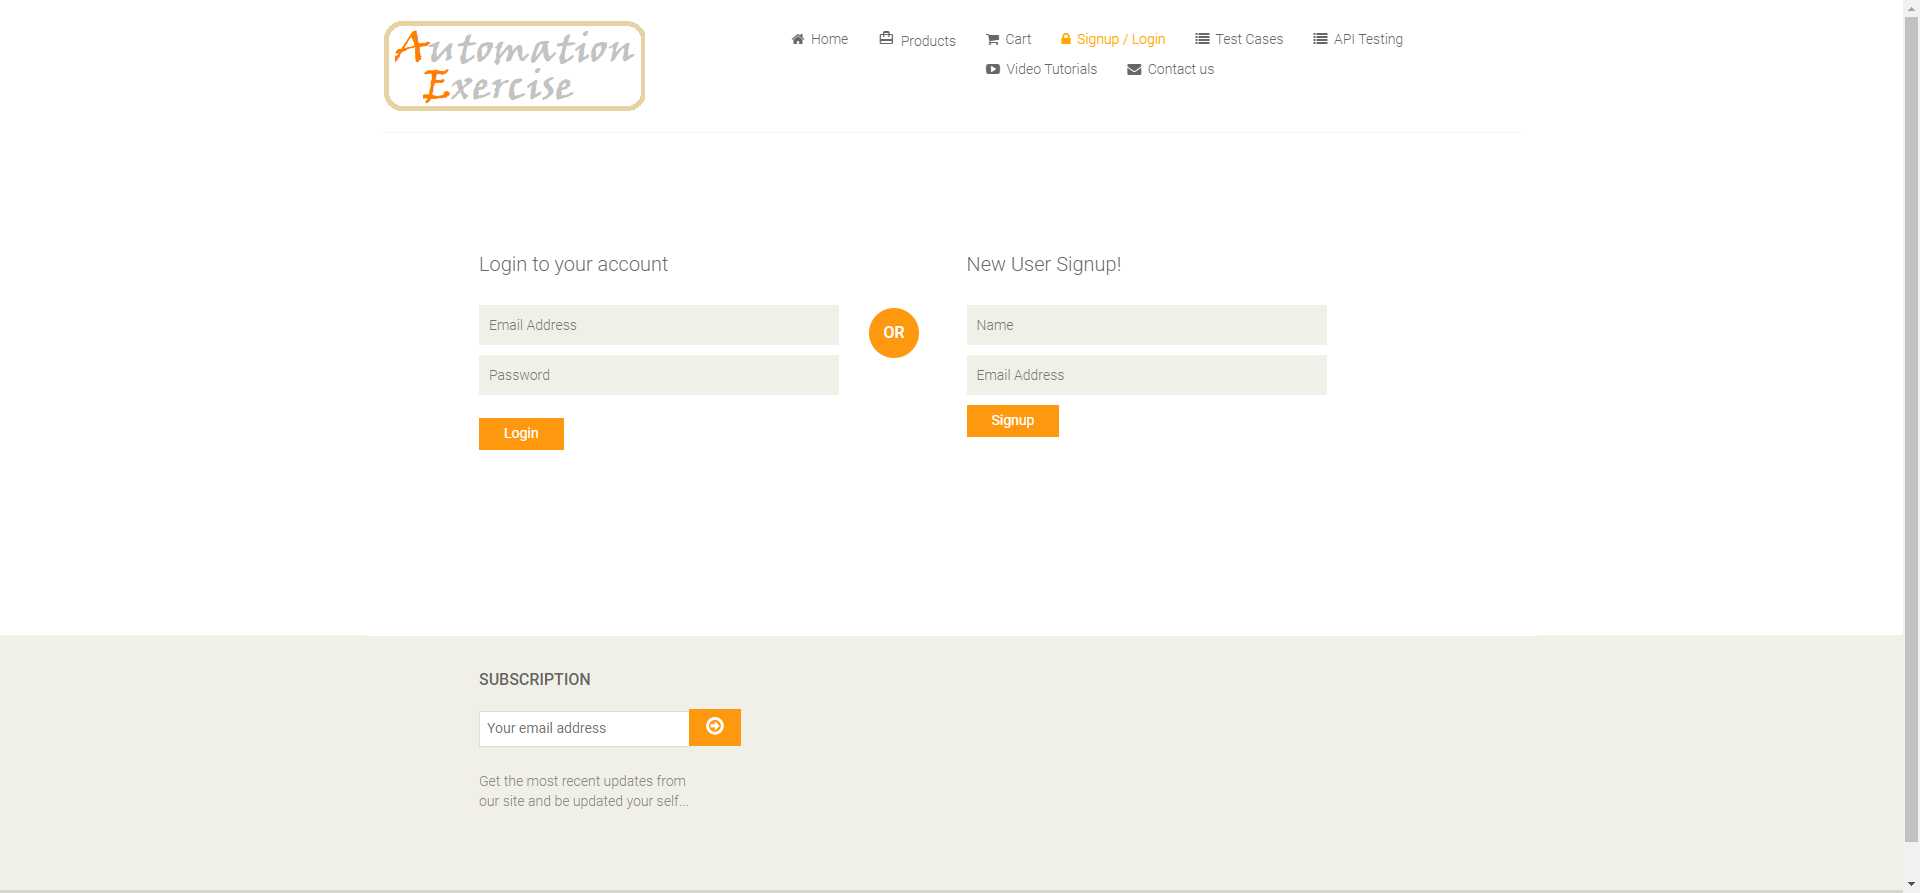 Automation
Exercise
Home
Products
Cart
Signup / Login
Test Cases
API Testing
Video Tutorials
Contact us
Login to your account
Email Address
Password
Login
OR
New User Signup!
Name
Email Address
Signup
SUBSCRIPTION
Your email address
Get the most recent updates from
our site and be updated your self...